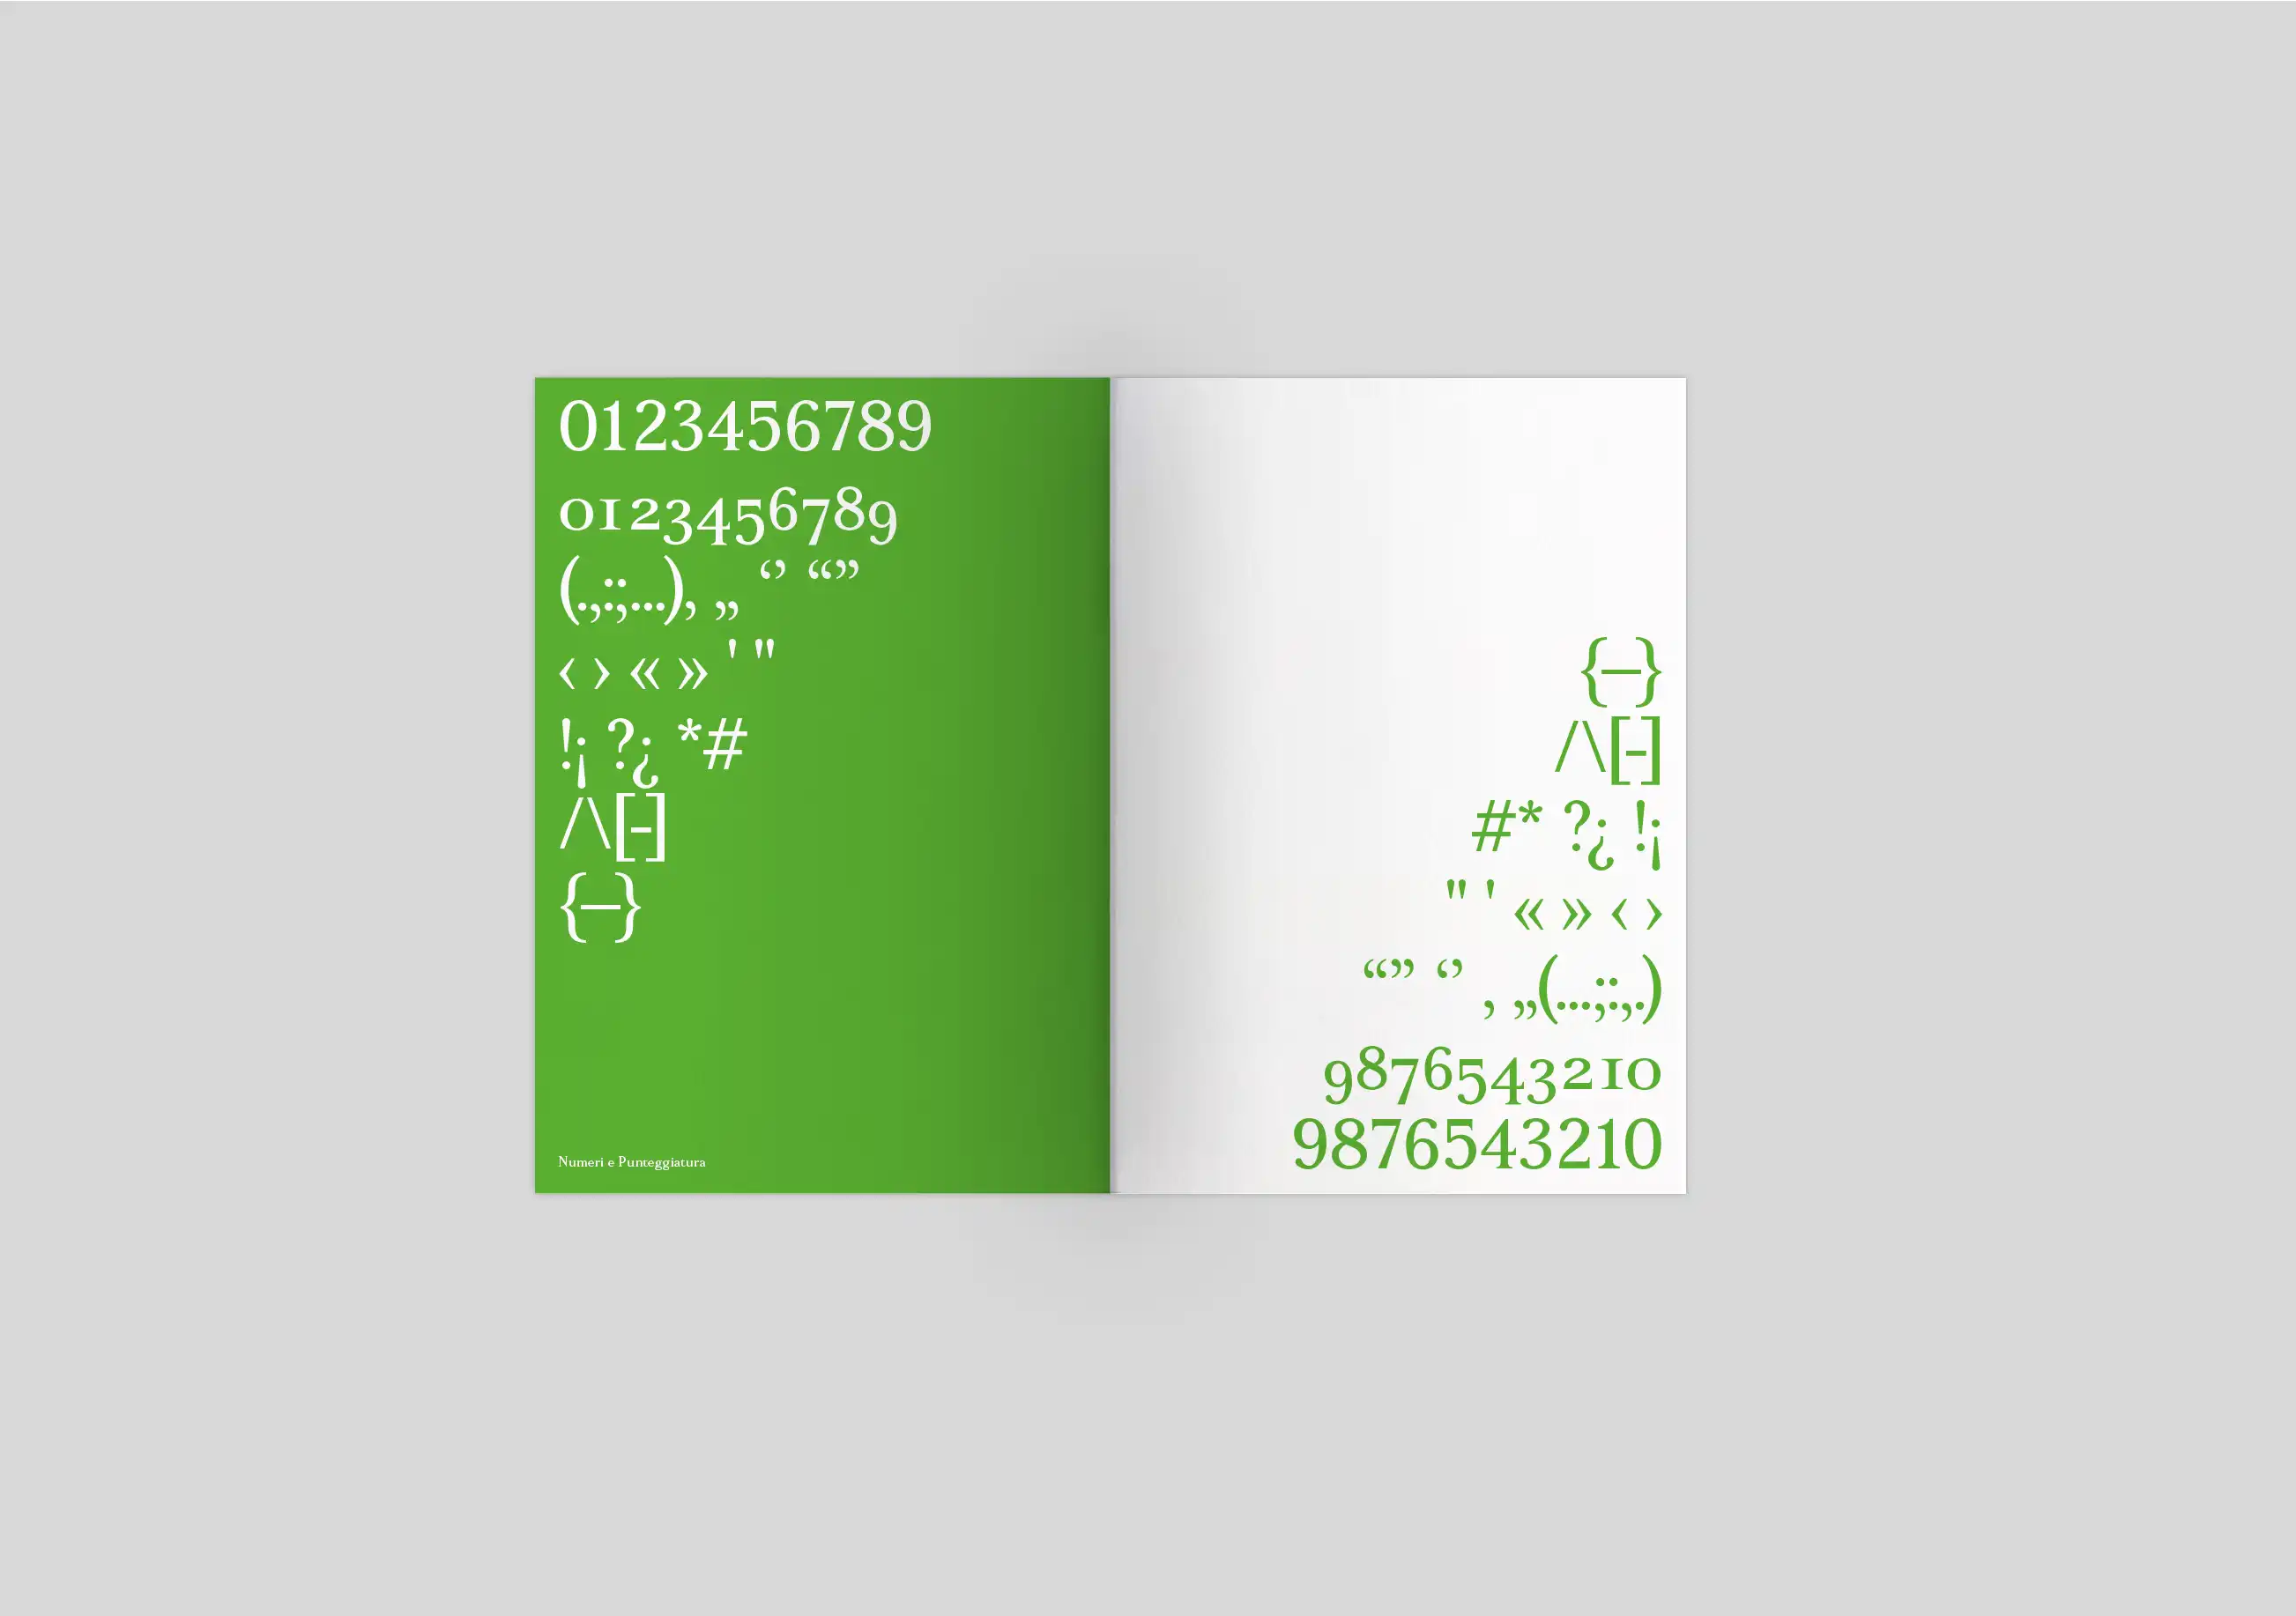 0123456789
0123456789
(.,:;...), „ ‘’ “”
‹ › « » ' "
!¡ ?¿ *#
/\[-]
{–}
Numeri e Punteggiatura
{–}
/\[-]
#* ?¿ !¡
" ' « » ‹ ›
“” ‘’ , „(...;:,.)
9876543210
9876543210